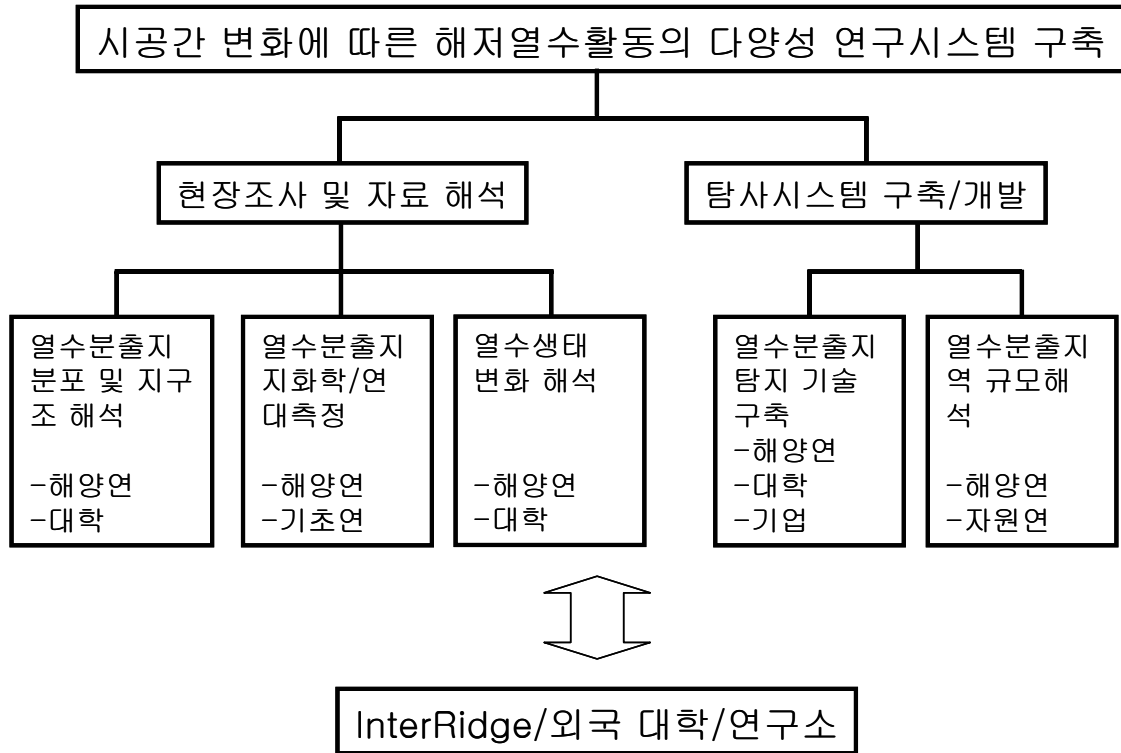 시공간 변화에 따른 해저열수활동의 다양성 연구시스템 구축
현장조사 및 자료 해석
탐사시스템 구축/개발
열수분출지
분포 및 지구
조 해석
-해양연
-대학
열수분출지
지화학/연
대측정
-해양연
-기초연
열수생태
변화 해석
-해양연
-대학
열수분출지
탐지 기술
구축
-해양연
-대학
-기업
열수분출지
역 규모해
석
-해양연
-자원연
InterRidge/외국 대학/연구소